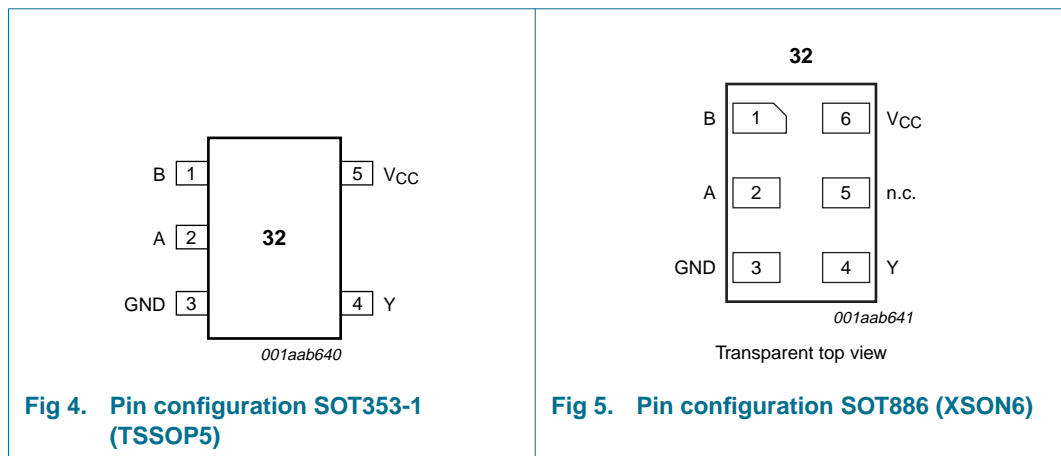 B 1 5 VCC
A 2 32
GND 3 4 Y
001aab640
Fig 4. Pin configuration SOT353-1
(TSSOP5)
32
B 1 6 VCC
A 2 5 n.c.
GND 3 4 Y
001aab641
Transparent top view
Fig 5. Pin configuration SOT886 (XSON6)